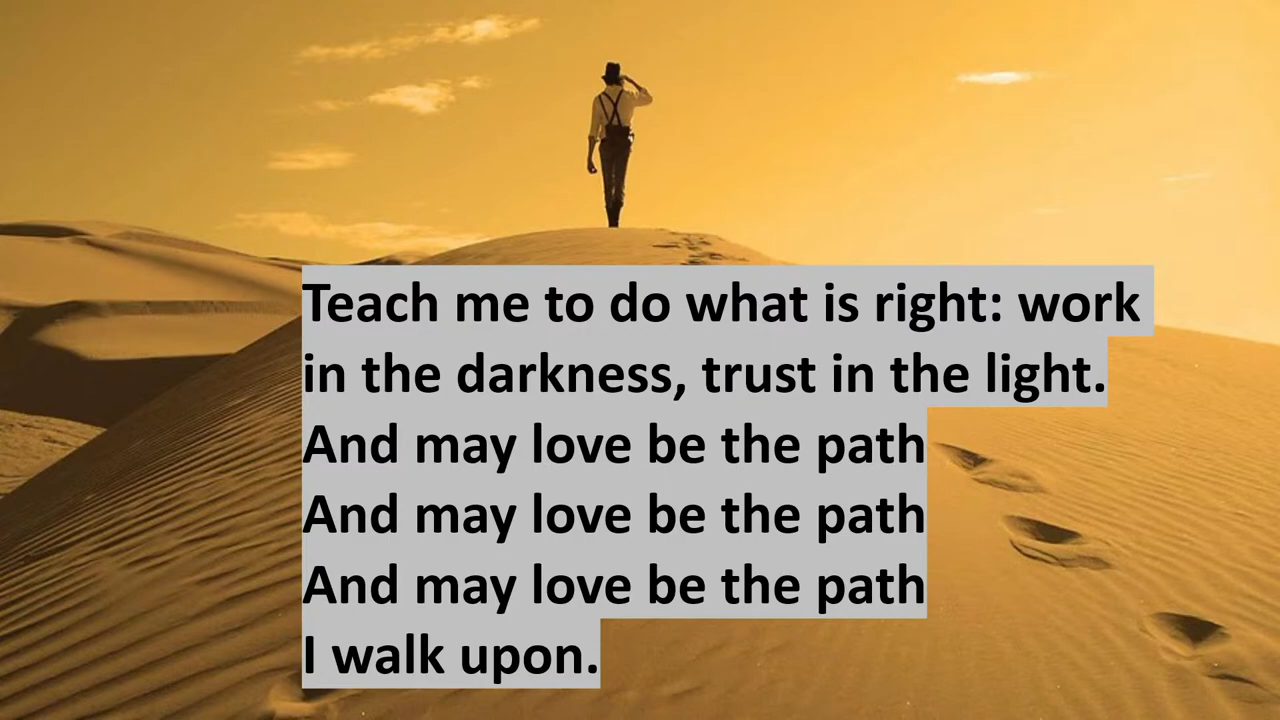 Teach me to do what is right: work
in the darkness, trust in the light.
And may love be the path
And may love be the path
And may love be the path
I walk upon.